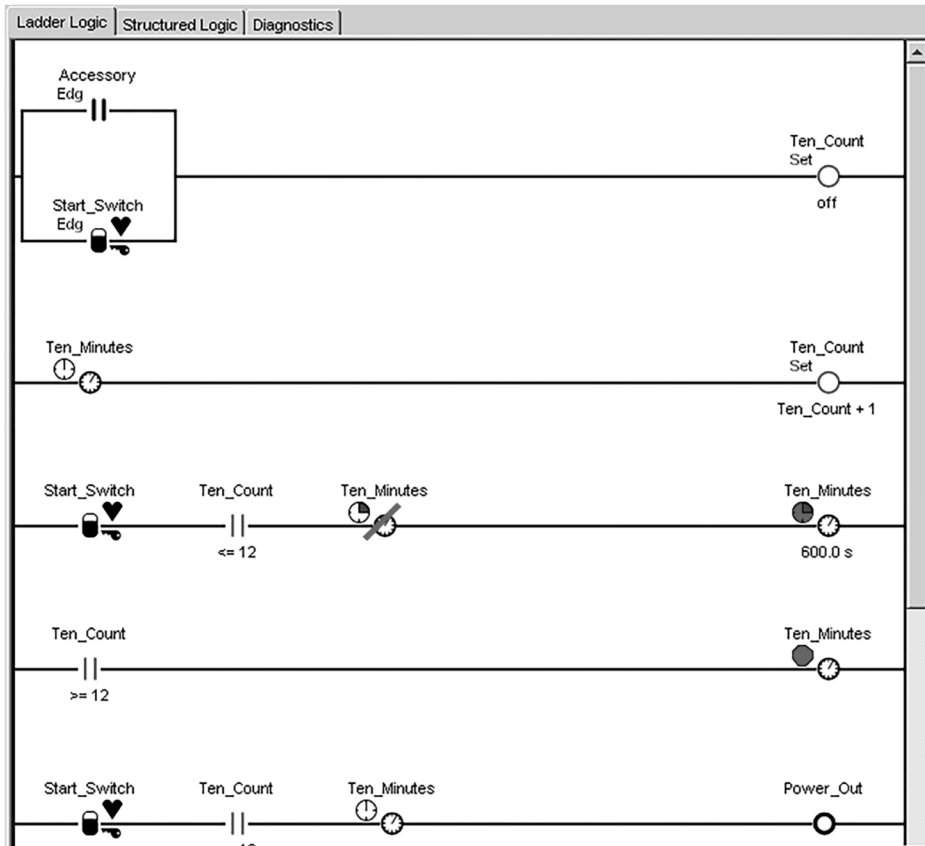 Ladder Logic Structured Logic Diagnostics
Accessory
Edg
Ten_Count
Set
off
Start_Switch
Edg
Ten_Minutes
Ten_Count
Set
Ten_Count + 1
Start_Switch Ten_Count Ten_Minutes Ten_Minutes
<= 12 600.0 s
Ten_Count Ten_Minutes
>= 12
Start_Switch Ten_Count Ten_Minutes Power_Out